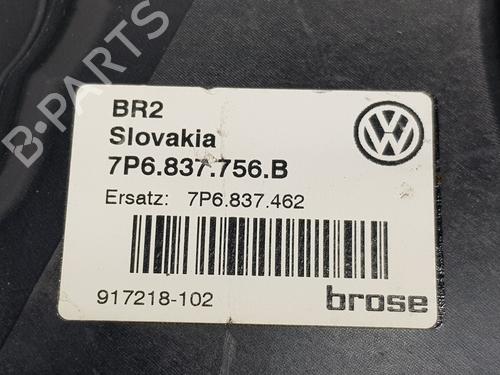 B-PARTS
BR2
Slovakia
7P6.837.756.B
Ersatz: 7P6.837.462
917218-102
brose